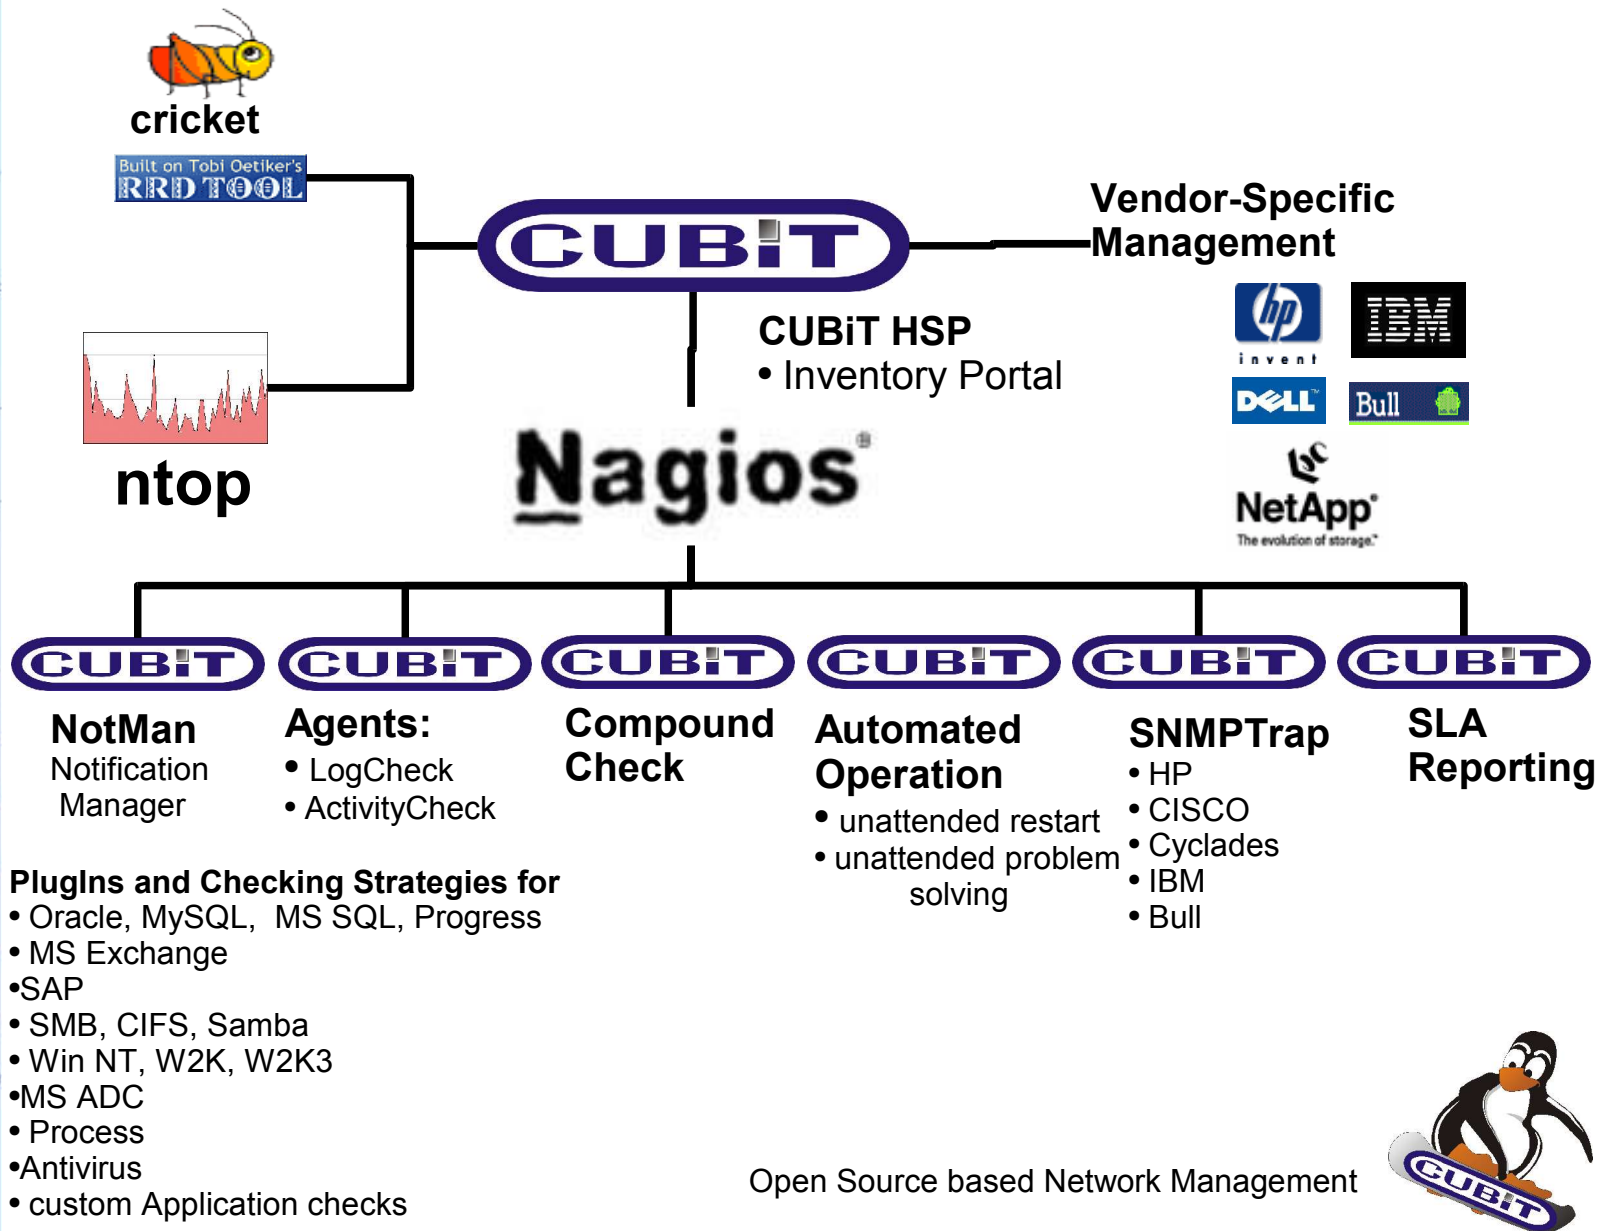 cricket
Built on Tobi Oetiker's
RRD TOOL
ntop
CUBiT
CUBiT HSP
• Inventory Portal
Nagios®
Vendor-Specific
Management
hp
invent
IBM
DELL™
Bull
NetApp®
The evolution of storage.™
CUBiT
NotMan
Notification
Manager
CUBiT
Agents:
• LogCheck
• ActivityCheck
CUBiT
Compound
Check
CUBiT
Automated
Operation
• unattended restart
• unattended problem
solving
CUBiT
SNMPTrap
• HP
• CISCO
• Cyclades
• IBM
• Bull
CUBiT
SLA
Reporting
PlugIns and Checking Strategies for
• Oracle, MySQL, MS SQL, Progress
• MS Exchange
•SAP
• SMB, CIFS, Samba
• Win NT, W2K, W2K3
•MS ADC
• Process
•Antivirus
• custom Application checks
Open Source based Network Management
CUBiT